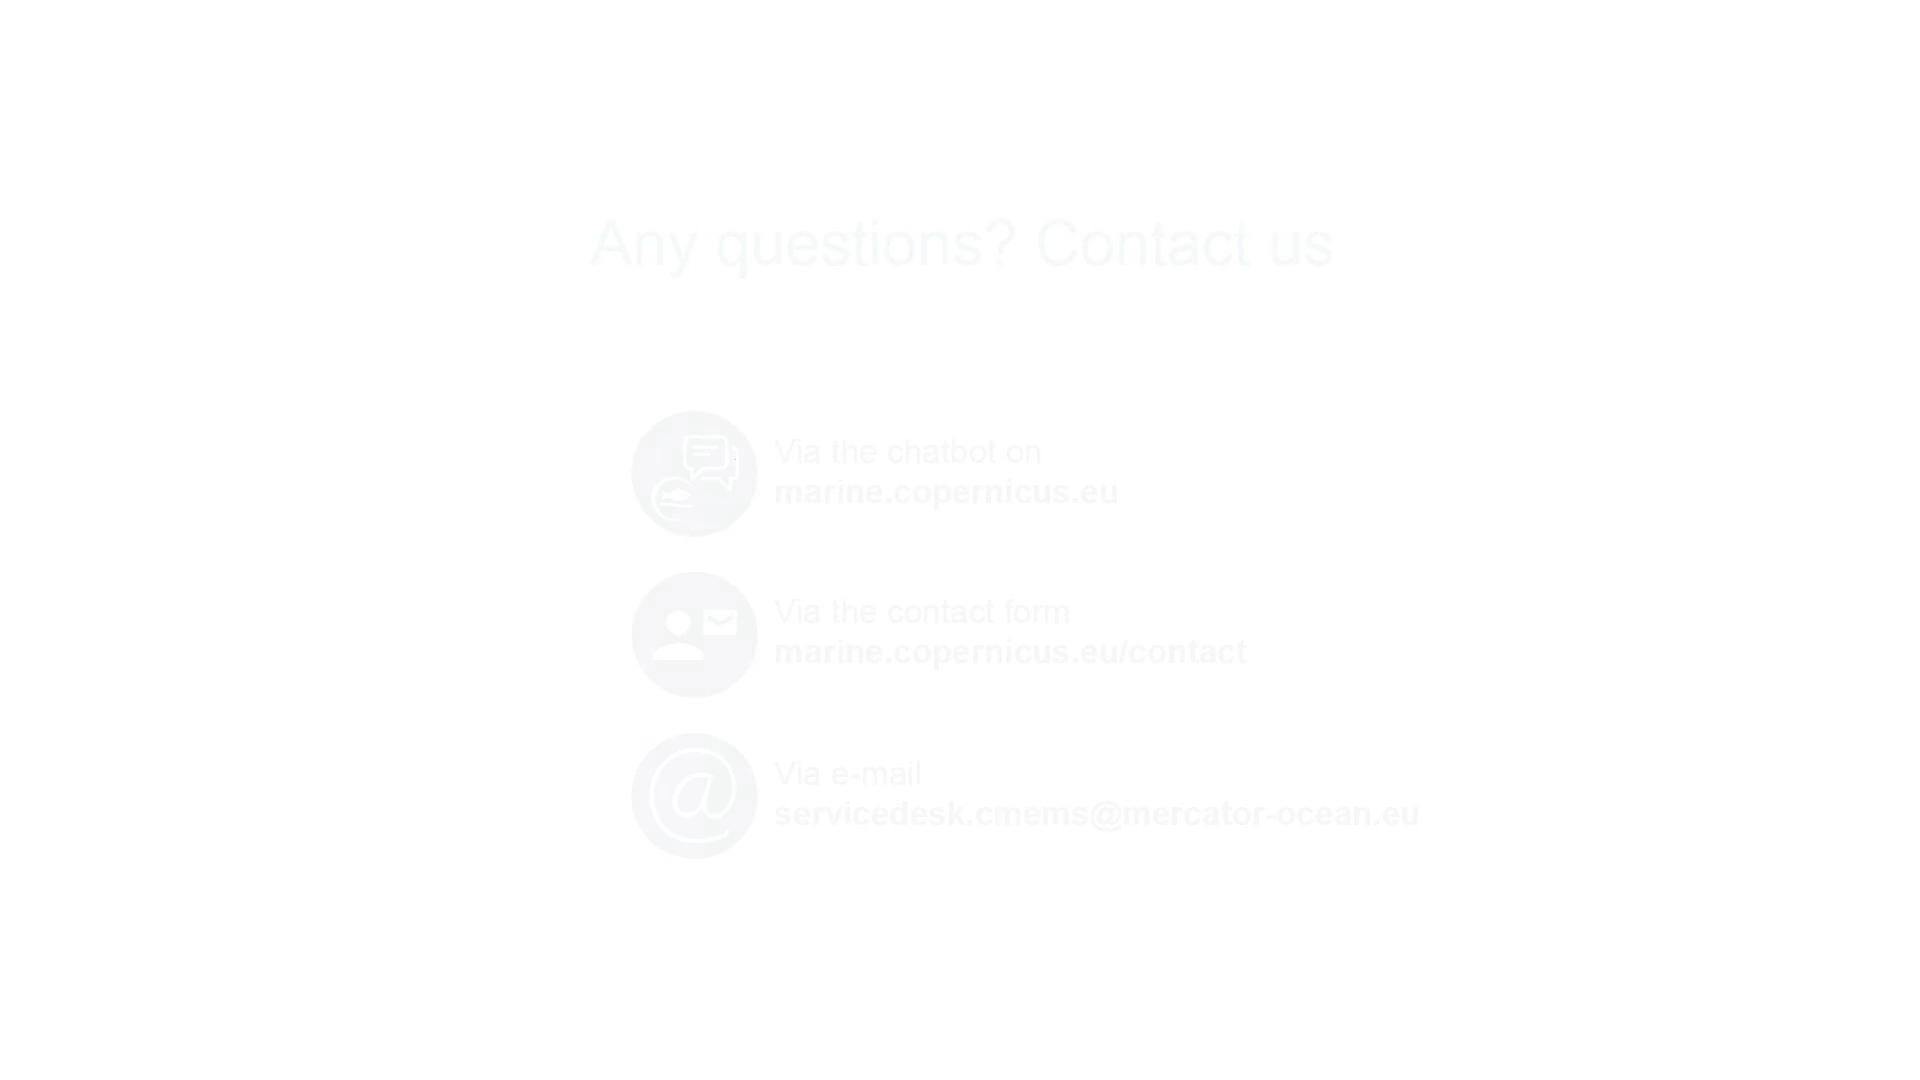 Any questions? Contact us
Via the chatbot on
marine.copernicus.eu
Via the contact form
marine.copernicus.eu/contact
Via e-mail
servicedesk.cmems@mercator-ocean.eu